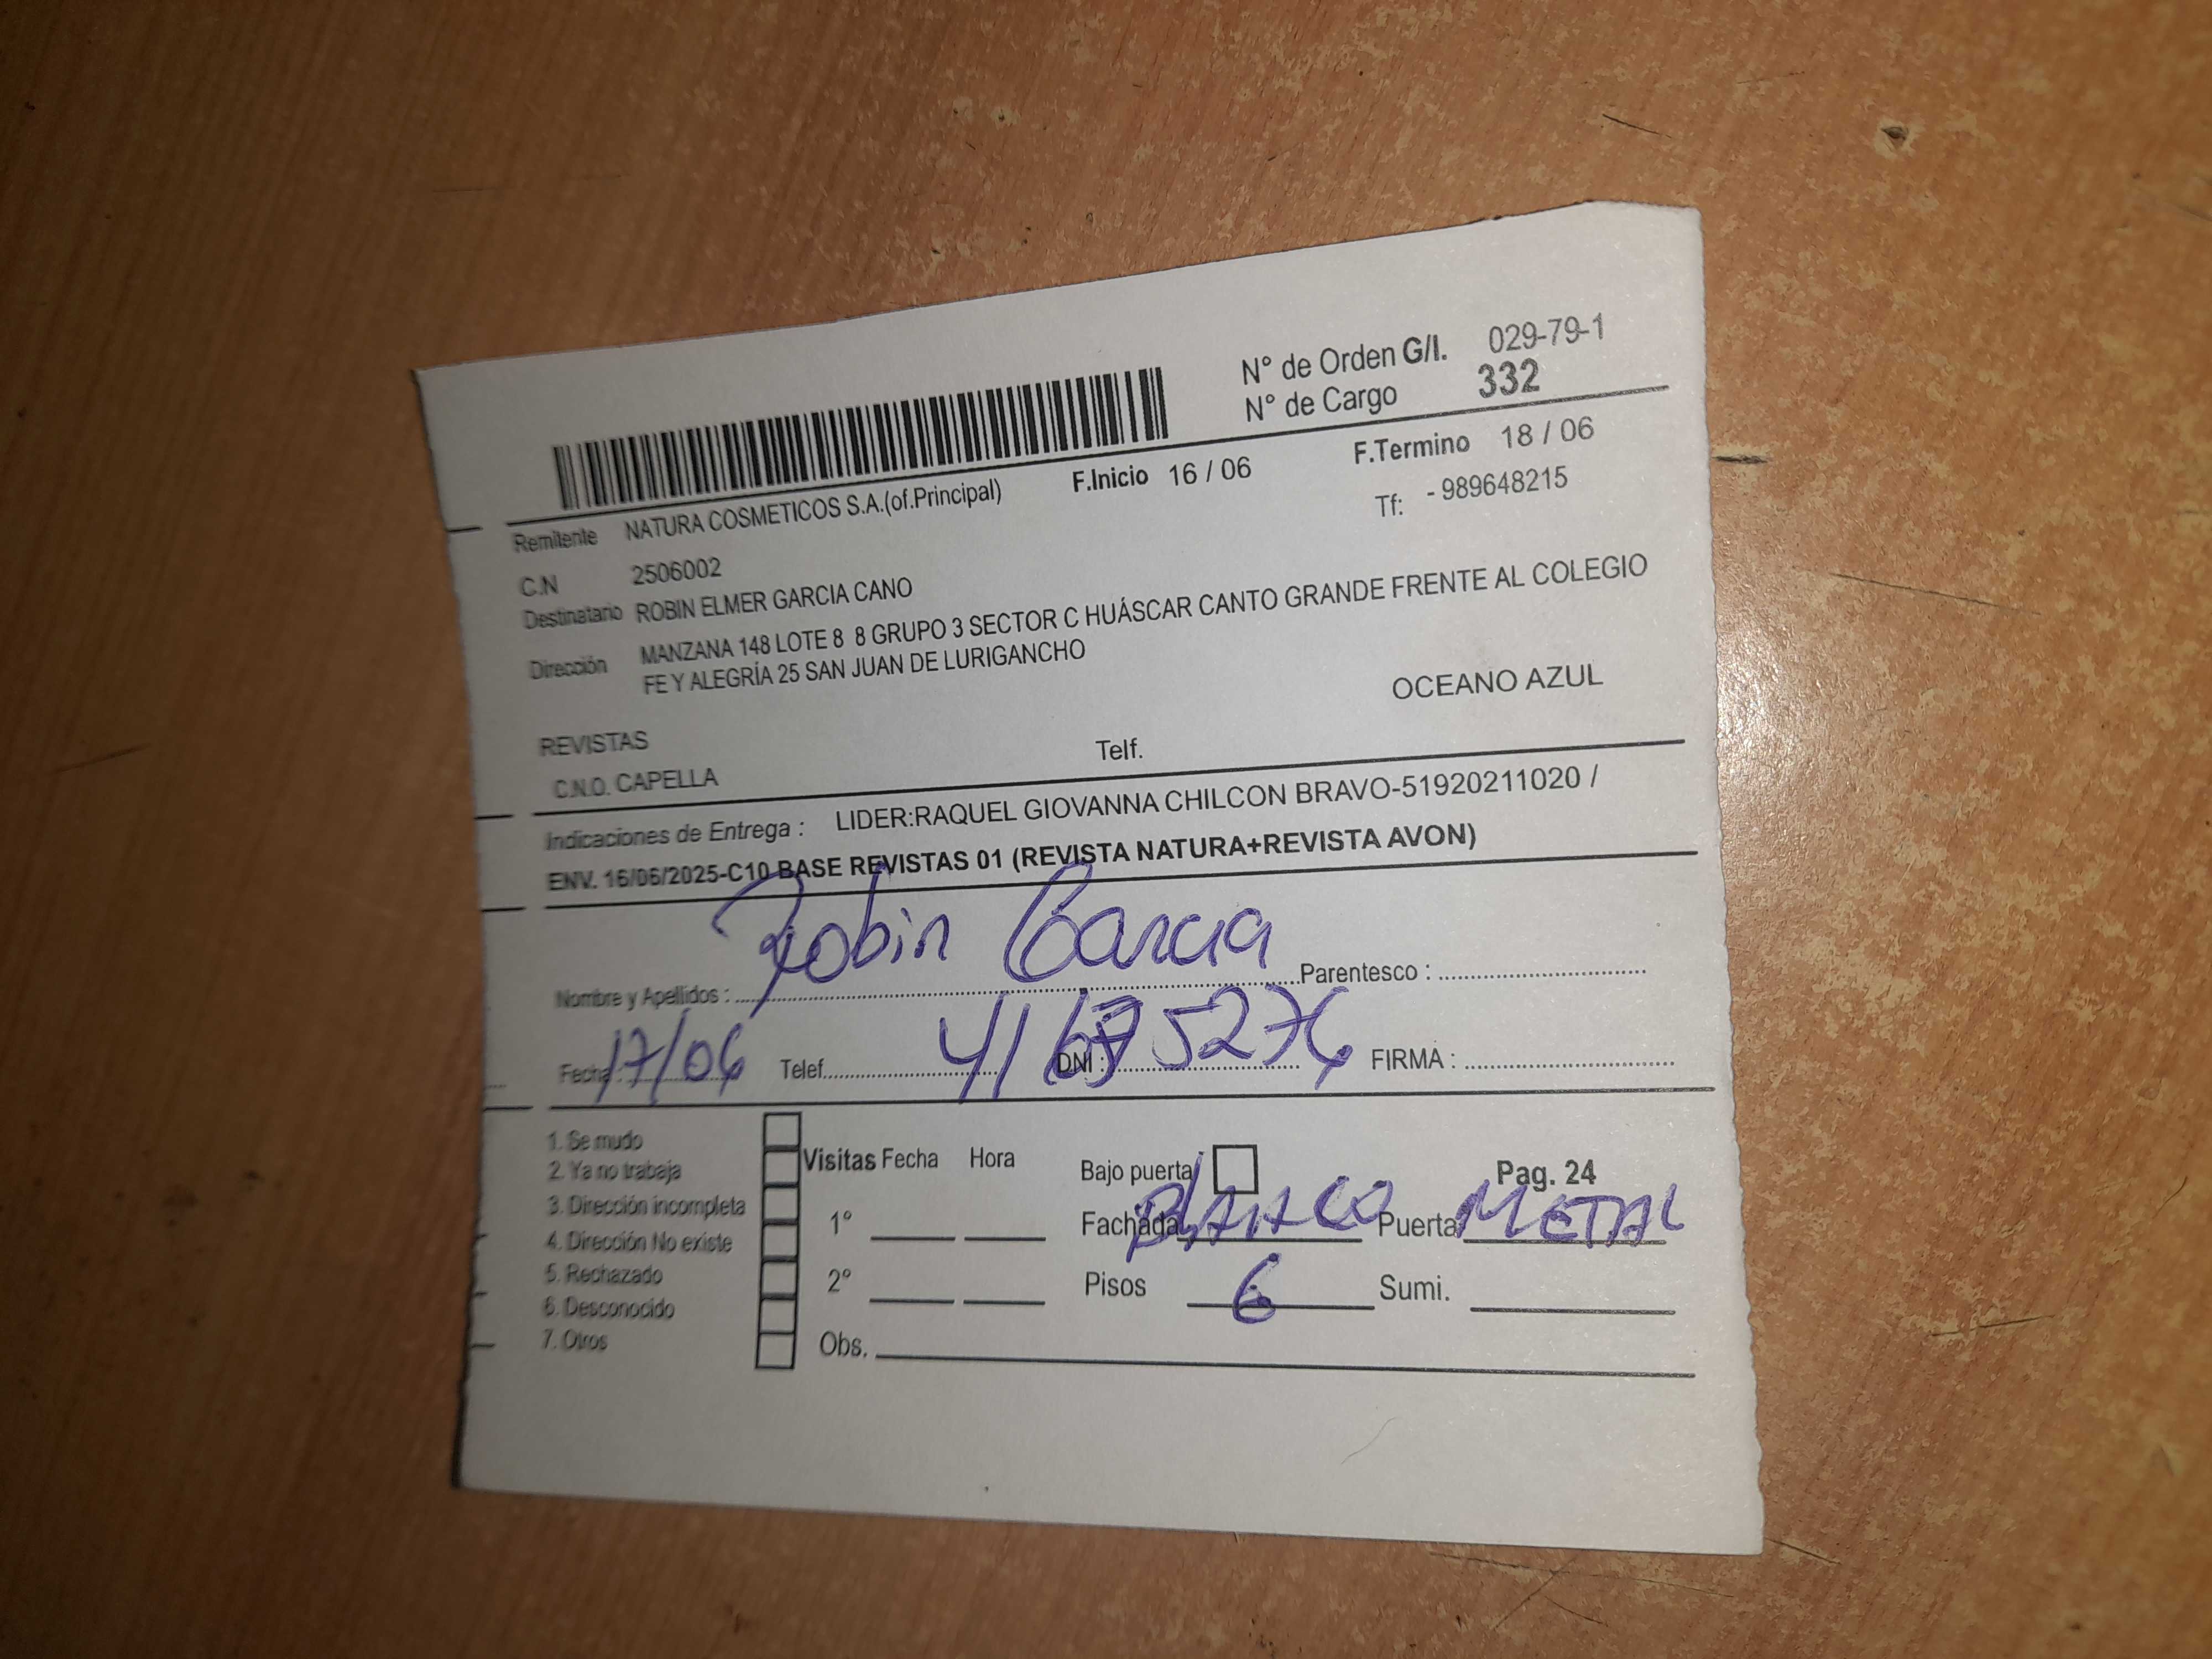 N° de Orden G/I. 029-79-1
N° de Cargo 332
F.Inicio 16 / 06 F.Termino 18 / 06
Remitente NATURA COSMETICOS S.A.(of.Principal) Tf: - 989648215
C.N 2506002
Destinatario ROBIN ELMER GARCIA CANO
Dirección MANZANA 148 LOTE 8 8 GRUPO 3 SECTOR C HUÁSCAR CANTO GRANDE FRENTE AL COLEGIO
FE Y ALEGRÍA 25 SAN JUAN DE LURIGANCHO
OCEANO AZUL
REVISTAS
C.N.O. CAPELLA Telf.
Indicaciones de Entrega : LIDER:RAQUEL GIOVANNA CHILCON BRAVO-51920211020 /
ENV. 16/06/2025-C10 BASE REVISTAS 01 (REVISTA NATURA+REVISTA AVON)
Nombre y Apellidos : Robin Garcia Parentesco :
Fecha : 17/06 Telef. DNI : FIRMA :
1. Se mudo
2. Ya no trabaja Visitas Fecha Hora Bajo puerta Pag. 24
3. Dirección incompleta
4. Dirección No existe 1° Fachada BLANCO Puerta METAL
5. Rechazado 2° Pisos 6 Sumi.
6. Desconocido
7. Otros Obs.